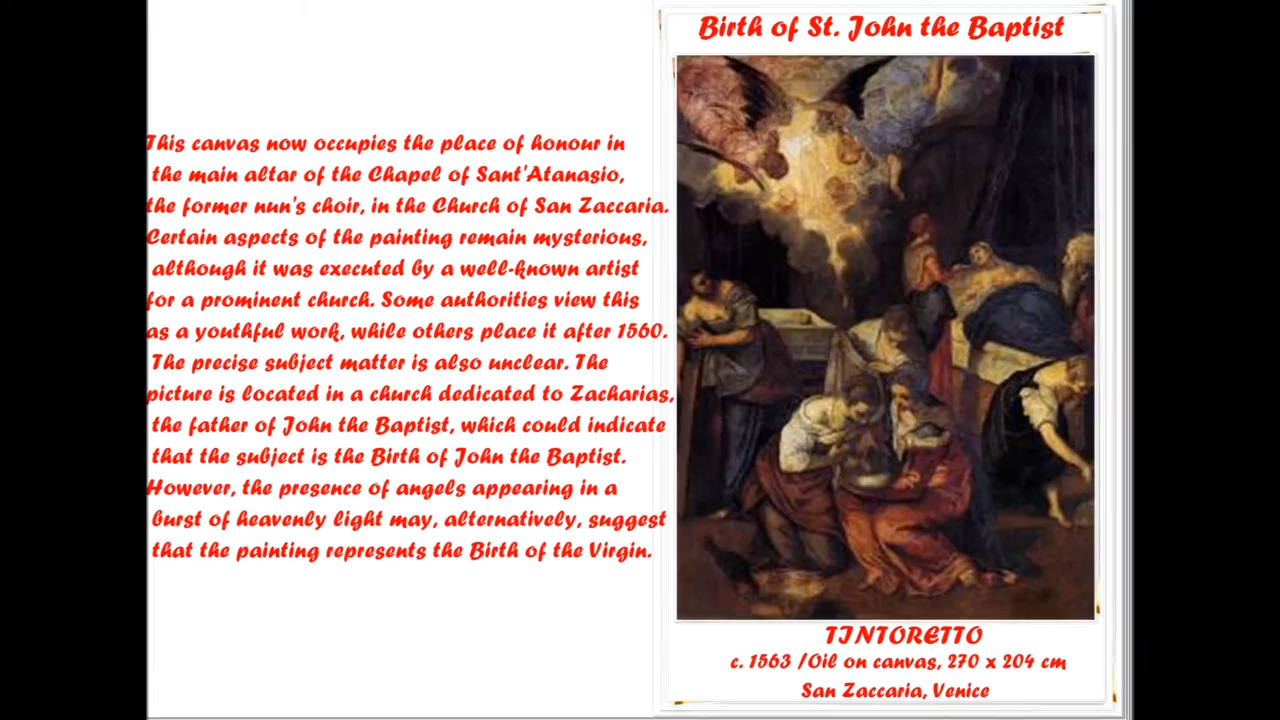 Birth of St. John the Baptist
This canvas now occupies the place of honour in
the main altar of the Chapel of Sant'Atanasio,
the former nun's choir, in the Church of San Zaccaria.
Certain aspects of the painting remain mysterious,
although it was executed by a well-known artist
for a prominent church. Some authorities view this
as a youthful work, while others place it after 1560.
The precise subject matter is also unclear. The
picture is located in a church dedicated to Zacharias,
the father of John the Baptist, which could indicate
that the subject is the Birth of John the Baptist.
However, the presence of angels appearing in a
burst of heavenly light may, alternatively, suggest
that the painting represents the Birth of the Virgin.
TINTORETTO
c. 1563 /Oil on canvas, 270 x 204 cm
San Zaccaria, Venice